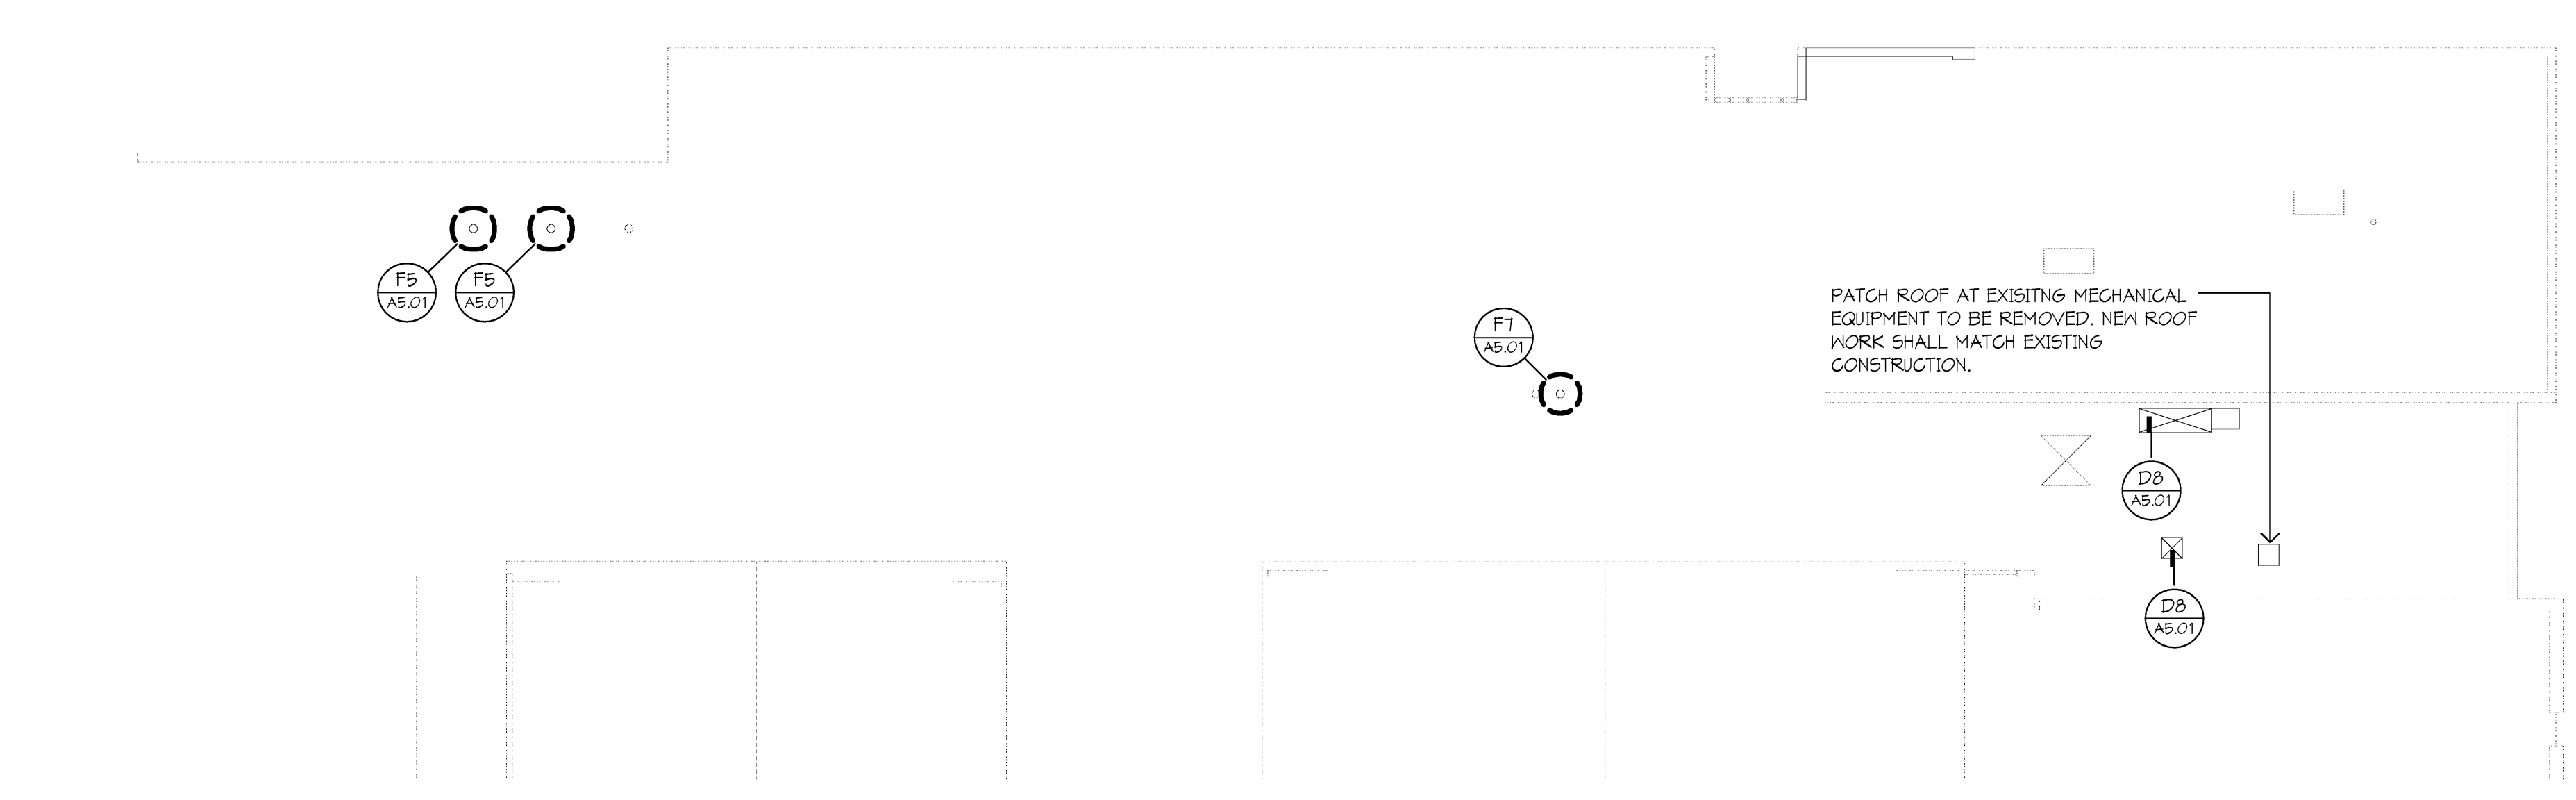 F5
A5.01
F5
A5.01
F7
A5.01
PATCH ROOF AT EXISITNG MECHANICAL
EQUIPMENT TO BE REMOVED. NEW ROOF
WORK SHALL MATCH EXISTING
CONSTRUCTION.
D8
A5.01
D8
A5.01